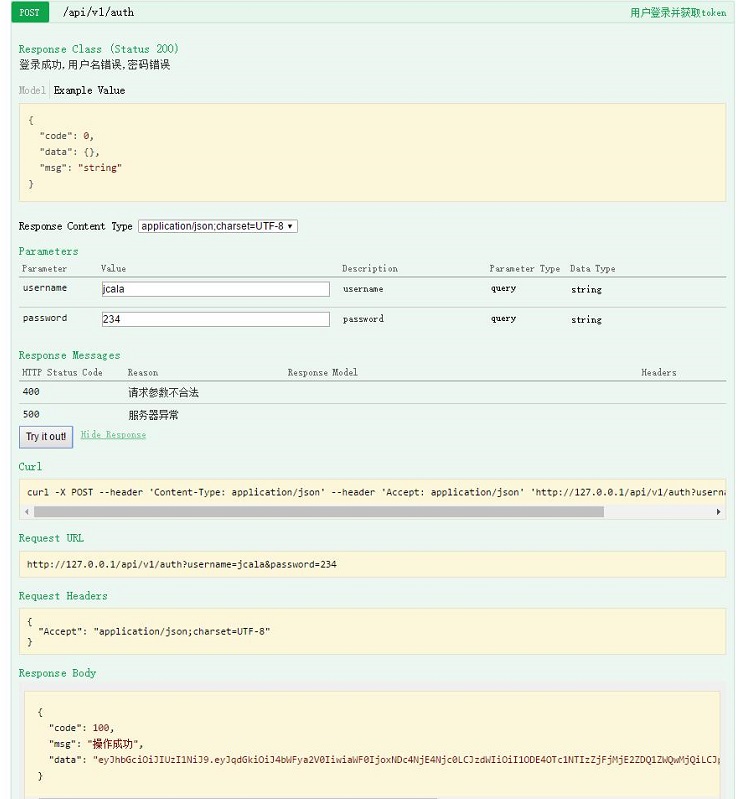 POST /api/v1/auth 用户登录并获取token
Response Class (Status 200)
登录成功,用户名错误,密码错误
Model Example Value
{
"code": 0,
"data": {},
"msg": "string"
}
Response Content Type application/json;charset=UTF-8
Parameters
Parameter Value Description Parameter Type Data Type
username jcala username query string
password 234 password query string
Response Messages
HTTP Status Code Reason Response Model Headers
400 请求参数不合法
500 服务器异常
Try it out! Hide Response
Curl
curl -X POST --header 'Content-Type: application/json' --header 'Accept: application/json' 'http://127.0.0.1/api/v1/auth?userna
Request URL
http://127.0.0.1/api/v1/auth?username=jcala&password=234
Request Headers
{
"Accept": "application/json;charset=UTF-8"
}
Response Body
{
"code": 100,
"msg": "操作成功",
"data":
}